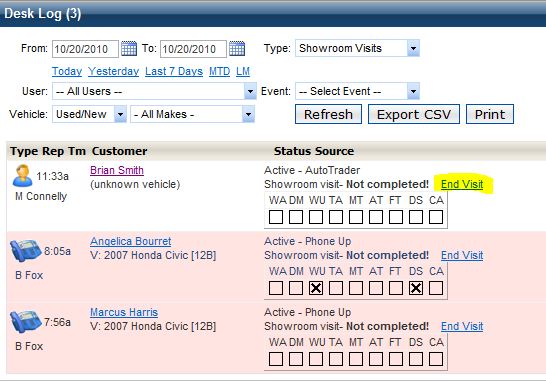 Desk Log (3)
From: 10/20/2010 To: 10/20/2010 Type: Showroom Visits
Today Yesterday Last 7 Days MTD LM
User: -- All Users -- Event: -- Select Event --
Vehicle: Used/New - All Makes - Refresh Export CSV Print
Type Rep Tm Customer Status Source
11:33a Brian Smith Active - AutoTrader
(unknown vehicle) Showroom visit- Not completed! End Visit
M Connelly WA DM WU TA MT AT FT DS CA
8:05a Angelica Bourret Active - Phone Up
V: 2007 Honda Civic [12B] Showroom visit- Not completed! End Visit
B Fox WA DM WU TA MT AT FT DS CA
7:56a Marcus Harris Active - Phone Up
V: 2007 Honda Civic [12B] Showroom visit- Not completed! End Visit
B Fox WA DM WU TA MT AT FT DS CA